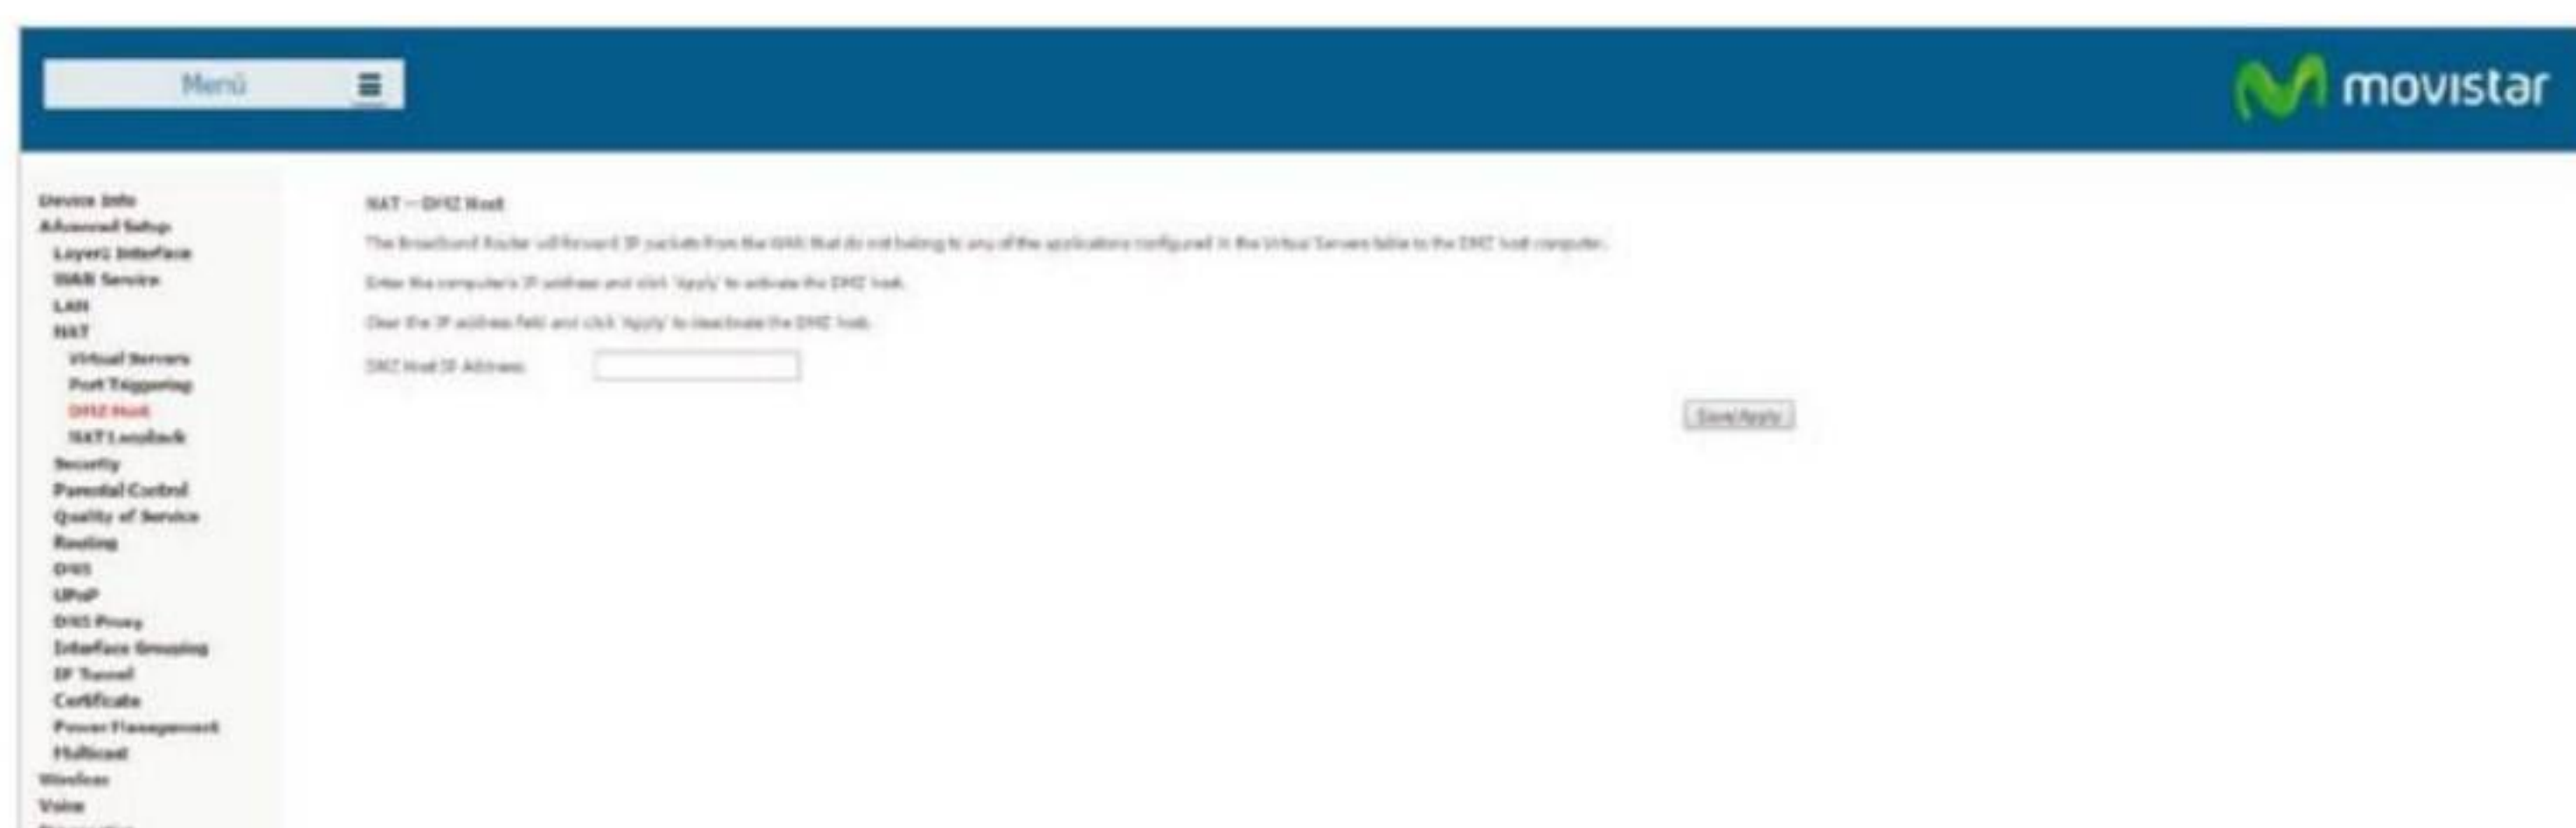 Menú
movistar
Device Info
Advanced Setup
Layer2 Interface
WAN Service
LAN
NAT
Virtual Servers
Port Triggering
DMZ Host
NAT Loopback
Security
Parental Control
Quality of Service
Routing
DNS
UPnP
DNS Proxy
Interface Grouping
IP Tunnel
Certificate
Power Management
Multicast
Wireless
Voice
NAT -- DMZ Host
The Broadband Router will forward IP packets from the WAN that do not belong to any of the applications configured in the Virtual Servers table to the DMZ host computer.
Enter the computer's IP address and click 'Apply' to activate the DMZ host.
Clear the IP address field and click 'Apply' to deactivate the DMZ host.
DMZ Host IP Address:
Save/Apply